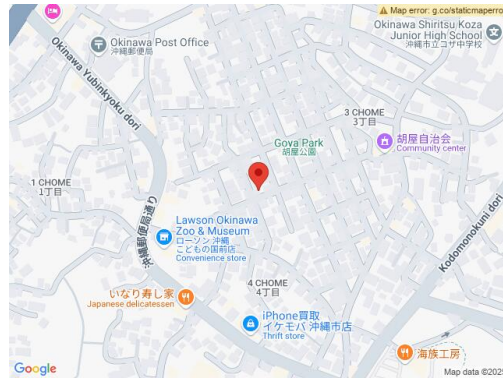 Map error: g.co/staticmaperro
Okinawa Shiritsu Koza
Junior High School
沖縄市立コザ中学校
Okinawa Post Office
沖縄郵便局
Okinawa Yubinkyoku dori
3 CHOME
3丁目
Goya Park
胡屋公園
胡屋自治会
Community center
1 CHOME
1丁目
沖縄郵便局通り
Lawson Okinawa
Zoo & Museum
ローソン 沖縄
こどもの国前店
Convenience store
Kodomonokuni dori
4 CHOME
4丁目
いなり寿し家
Japanese delicatessen
iPhone買取
イケモバ 沖縄市店
Thrift store
海族工房
Google
Map data ©202